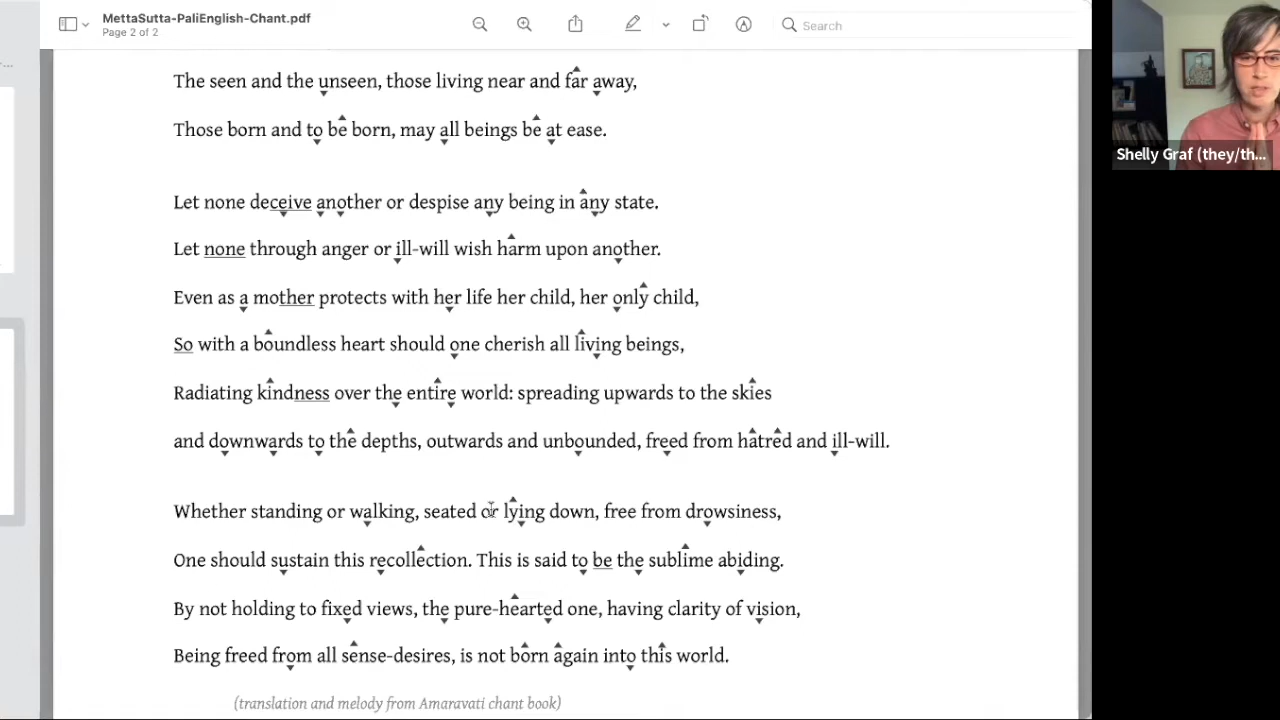 MettaSutta-PaliEnglish-Chant.pdf
Page 2 of 2
Search
The seen and the unseen, those living near and far away,
Those born and to be born, may all beings be at ease.
Let none deceive another or despise any being in any state.
Let none through anger or ill-will wish harm upon another.
Even as a mother protects with her life her child, her only child,
So with a boundless heart should one cherish all living beings,
Radiating kindness over the entire world: spreading upwards to the skies
and downwards to the depths, outwards and unbounded, freed from hatred and ill-will.
Whether standing or walking, seated or lying down, free from drowsiness,
One should sustain this recollection. This is said to be the sublime abiding.
By not holding to fixed views, the pure-hearted one, having clarity of vision,
Being freed from all sense-desires, is not born again into this world.
(translation and melody from Amaravati chant book)
Shelly Graf (they/th...